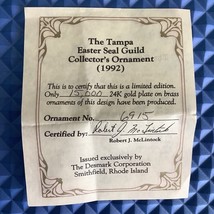 The Tampa
Easter Seal Guild
Collector's Ornament
(1992)
This is to certify that this is a limited edition.
Only 15,000 24K gold plate on brass
ornaments of this design have been produced.
Ornament No. 6915
Certified by: Robert J. McLintock
Robert J. McLintock
Issued exclusively by
The Desmark Corporation
Smithfield, Rhode Island